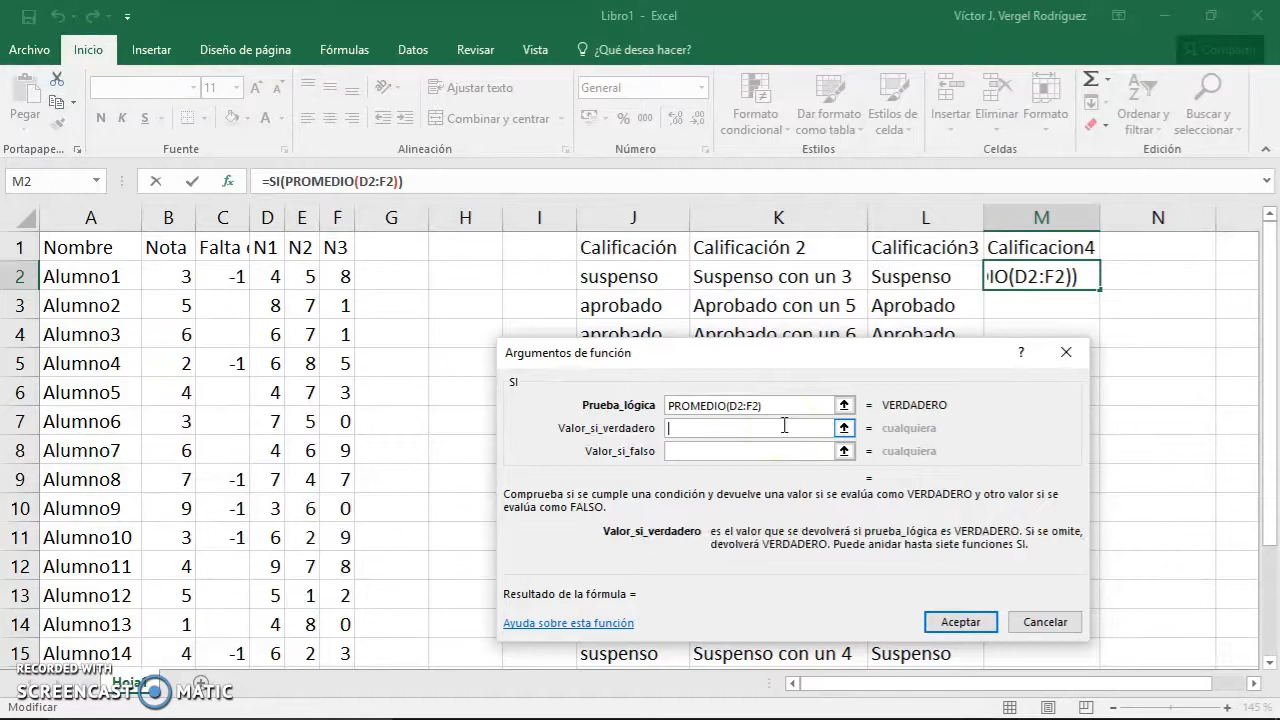 Libro1 - Excel
Víctor J. Vergel Rodríguez
Archivo Inicio Insertar Diseño de página Fórmulas Datos Revisar Vista ¿Qué desea hacer? Compartir
Pegar
11
N K S
Ajustar texto
Combinar y centrar
General
% 000
Formato condicional
Dar formato como tabla
Estilos de celda
Insertar Eliminar Formato
Ordenar y filtrar
Buscar y seleccionar
Portapape... Fuente Alineación Número Estilos Celdas Edición
M2 =SI(PROMEDIO(D2:F2))
A B C D E F G H I J K L M N
1 Nombre Nota Falta N1 N2 N3 Calificación Calificación 2 Calificación3 Calificacion4
2 Alumno1 3 -1 4 5 8 suspenso Suspenso con un 3 Suspenso IO(D2:F2))
3 Alumno2 5 8 7 1 aprobado Aprobado con un 5 Aprobado
4 Alumno3 6 6 7 1 aprobado Aprobado con un 6 Aprobado
5 Alumno4 2 -1 6 8 5
6 Alumno5 4 4 7 3
7 Alumno6 3 7 5 0
8 Alumno7 6 4 6 9
9 Alumno8 7 -1 7 4 7
10 Alumno9 9 -1 3 6 0
11 Alumno10 3 -1 6 2 9
12 Alumno11 4 9 7 8
13 Alumno12 5 5 1 2
14 Alumno13 1 4 8 0
15 Alumno14 4 -1 6 2 3 suspenso Suspenso con un 4 Suspenso
Argumentos de función ?
SI
Prueba_lógica PROMEDIO(D2:F2) = VERDADERO
Valor_si_verdadero = cualquiera
Valor_si_falso = cualquiera
=
Comprueba si se cumple una condición y devuelve una valor si se evalúa como VERDADERO y otro valor si se
evalúa como FALSO.
Valor_si_verdadero es el valor que se devolverá si prueba_lógica es VERDADERO. Si se omite,
devolverá VERDADERO. Puede anidar hasta siete funciones SI.
Resultado de la fórmula =
Ayuda sobre esta función
Aceptar Cancelar
RECORDED WITH
SCREENCAST MATIC
Modificar
145 %